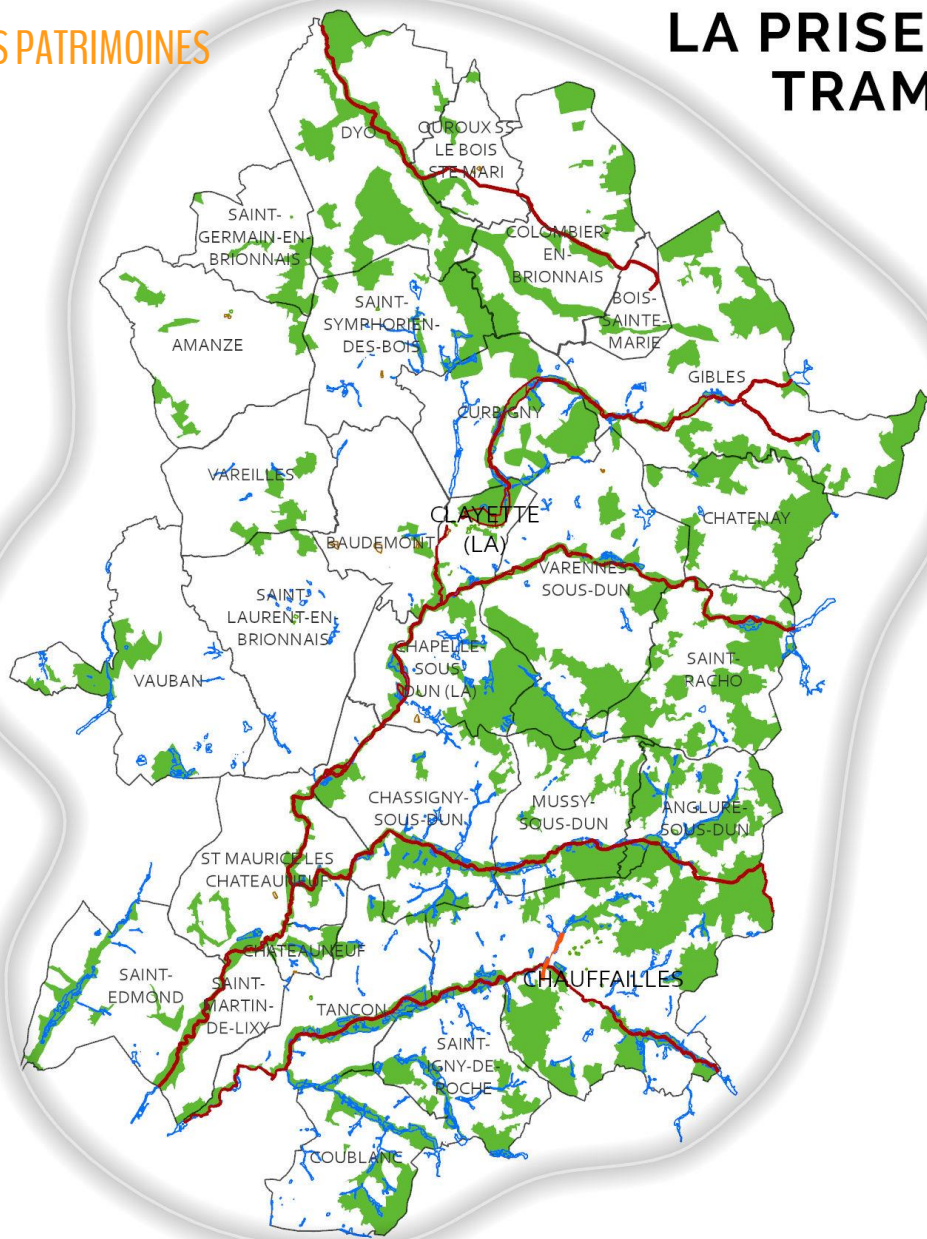 S PATRIMOINES
LA PRISE
TRAM
DYO
OUROUX SS
LE BOIS
STE MARI
SAINT-
GERMAIN-EN-
BRIONNAIS
COLOMBIER-
EN-
BRIONNAIS
SAINT-
SYMPHORIEN-
DES-BOIS
BOIS-
SAINTE-
MARIE
AMANZE
GIBLES
CURBIGNY
VAREILLES
CLAYETTE
(LA)
CHATENAY
BAUDEMONT
VARENNES-
SOUS-DUN
SAINT-
LAURENT-EN-
BRIONNAIS
CHAPELLE-
SOUS-
DUN (LA)
SAINT-
RACHO
VAUBAN
CHASSIGNY-
SOUS-DUN
MUSSY-
SOUS-DUN
ANGLURE-
SOUS-DUN
ST MAURICE LES
CHATEAUNEUF
CHATEAUNEUF
SAINT-
EDMOND
SAINT-
MARTIN-
DE-LIXY
CHAUFFAILLES
TANCON
SAINT-
IGNY-DE-
ROCHE
COUBLANC